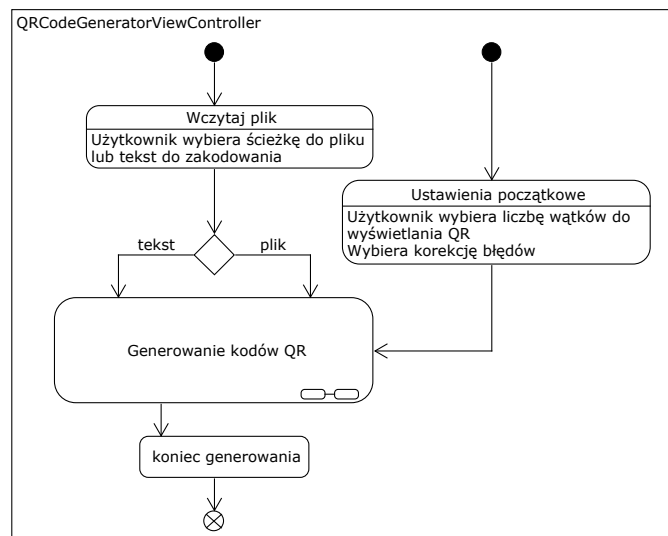 QRCodeGeneratorViewController
Wczytaj plik
Użytkownik wybiera ścieżkę do pliku
lub tekst do zakodowania
Ustawienia początkowe
Użytkownik wybiera liczbę wątków do
wyświetlania QR
Wybiera korekcję błędów
tekst
plik
Generowanie kodów QR
koniec generowania